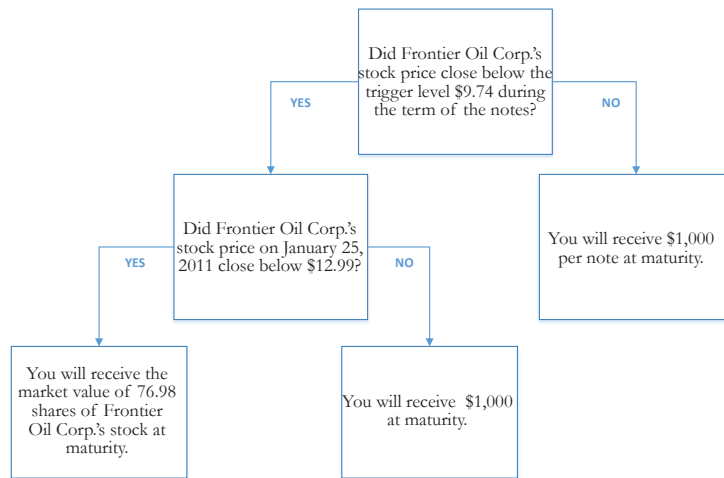 Did Frontier Oil Corp.'s
stock price close below the
trigger level $9.74 during
the term of the notes?
YES
NO
Did Frontier Oil Corp.'s
stock price on January 25,
2011 close below $12.99?
You will receive $1,000
per note at maturity.
YES
NO
You will receive the
market value of 76.98
shares of Frontier
Oil Corp.'s stock at
maturity.
You will receive $1,000
at maturity.